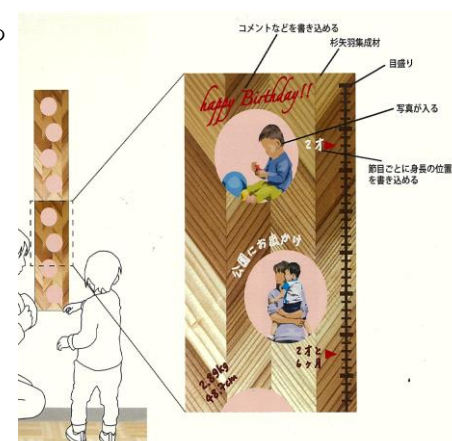 コメントなどを書き込める
杉矢羽集成材
目盛り
happy Birthday!!
写真が入る
2才
節目ごとに身長の位置
を書き込める
公園にお出かけ
2才と
6ヶ月
2.89kg
48.7cm